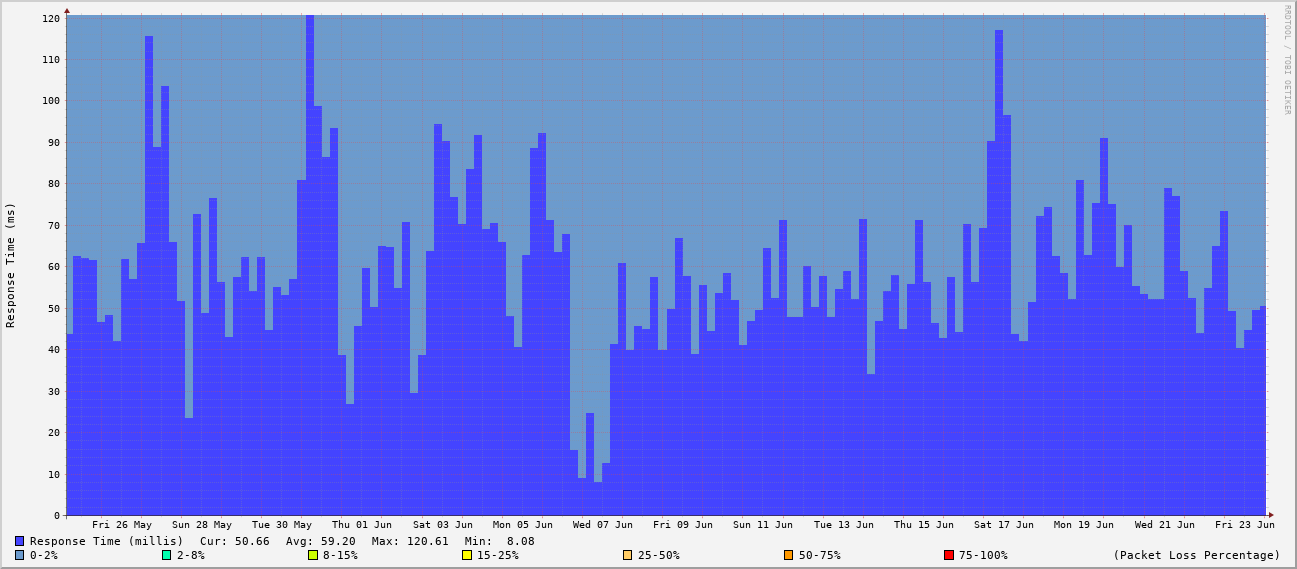 RRDTOOL / TOBI OETIKER
Response Time (ms)
120
110
100
90
80
70
60
50
40
30
20
10
0
Fri 26 May Sun 28 May Tue 30 May Thu 01 Jun Sat 03 Jun Mon 05 Jun Wed 07 Jun Fri 09 Jun Sun 11 Jun Tue 13 Jun Thu 15 Jun Sat 17 Jun Mon 19 Jun Wed 21 Jun Fri 23 Jun
Response Time (millis) Cur: 50.66 Avg: 59.20 Max: 120.61 Min: 8.08
0-2% 2-8% 8-15% 15-25% 25-50% 50-75% 75-100% (Packet Loss Percentage)